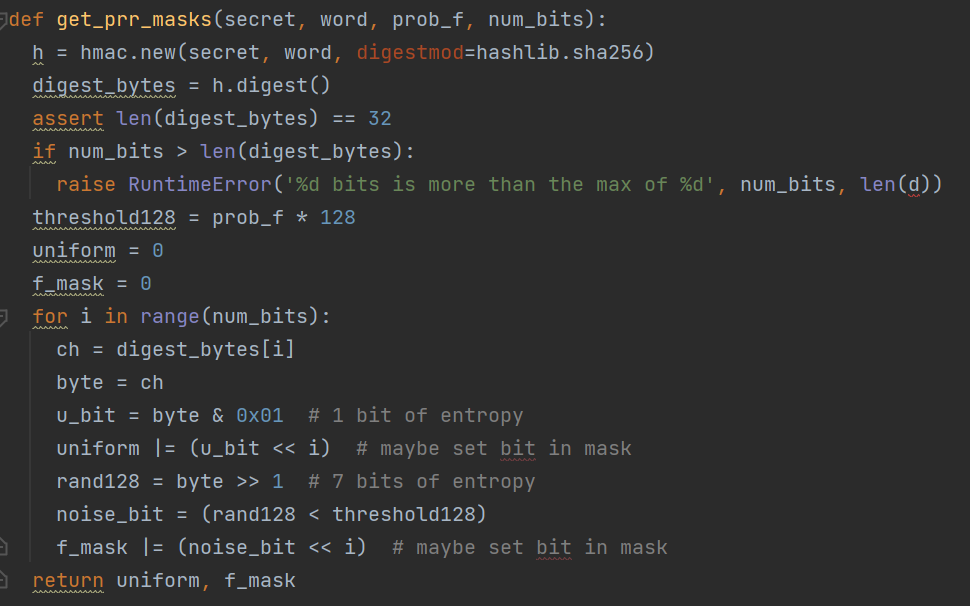 def get_prr_masks(secret, word, prob_f, num_bits):
  h = hmac.new(secret, word, digestmod=hashlib.sha256)
  digest_bytes = h.digest()
  assert len(digest_bytes) == 32
  if num_bits > len(digest_bytes):
    raise RuntimeError('%d bits is more than the max of %d', num_bits, len(d))
  threshold128 = prob_f * 128
  uniform = 0
  f_mask = 0
  for i in range(num_bits):
    ch = digest_bytes[i]
    byte = ch
    u_bit = byte & 0x01  # 1 bit of entropy
    uniform |= (u_bit << i)  # maybe set bit in mask
    rand128 = byte >> 1  # 7 bits of entropy
    noise_bit = (rand128 < threshold128)
    f_mask |= (noise_bit << i)  # maybe set bit in mask
  return uniform, f_mask